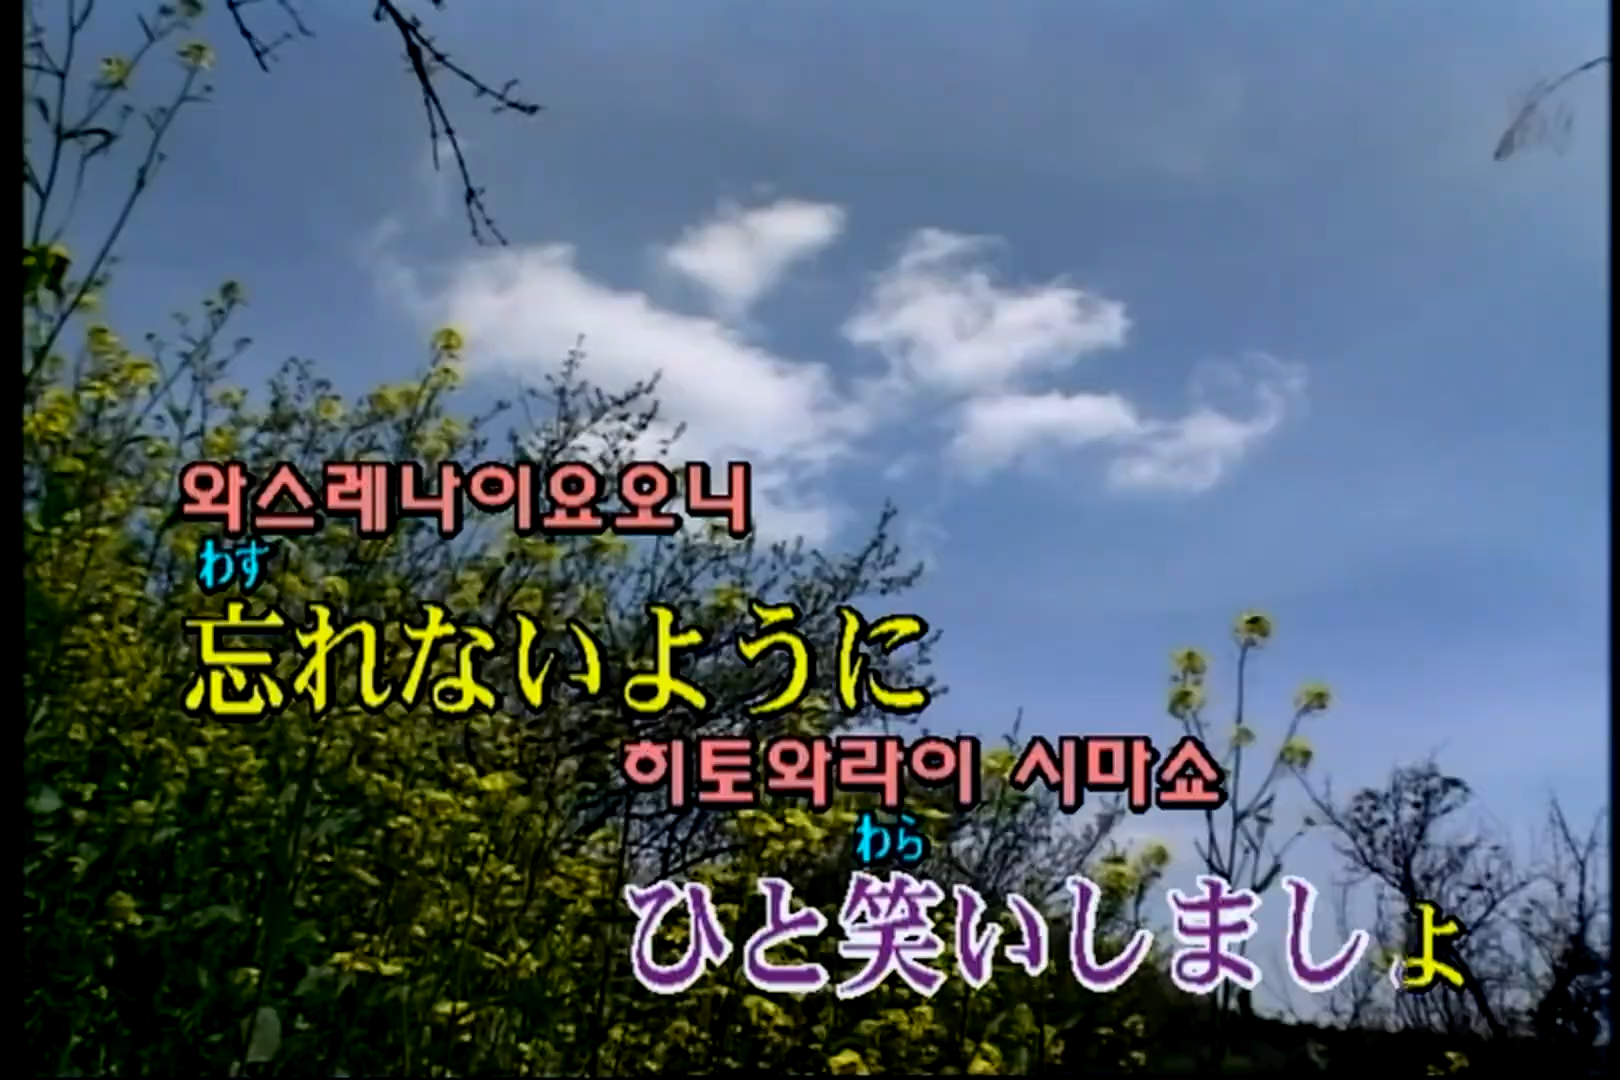 와스레나이요오니
わす
忘れないように
히토와라이 시마쇼
わら
ひと笑いしましょ